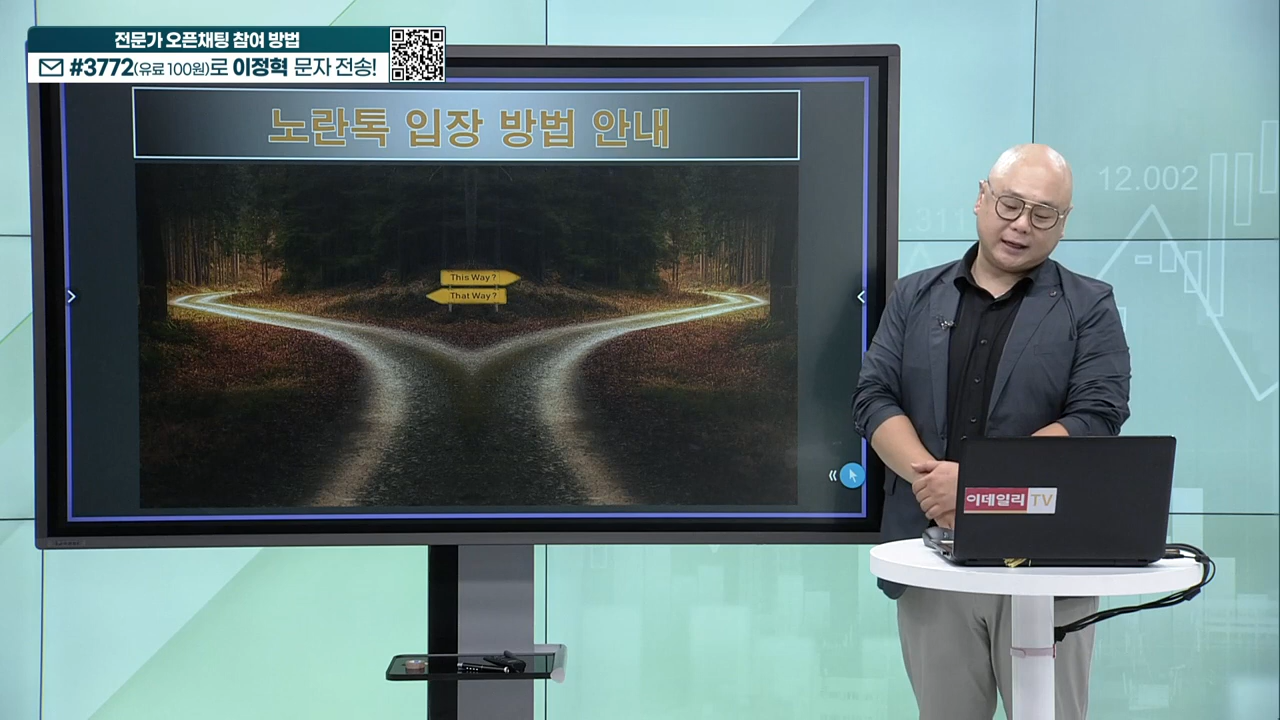 전문가 오픈채팅 참여 방법
#3772(유료 100원)로 이정혁 문자 전송!
노란톡 입장 방법 안내
This Way?
That Way?
12.002
.311
이데일리TV